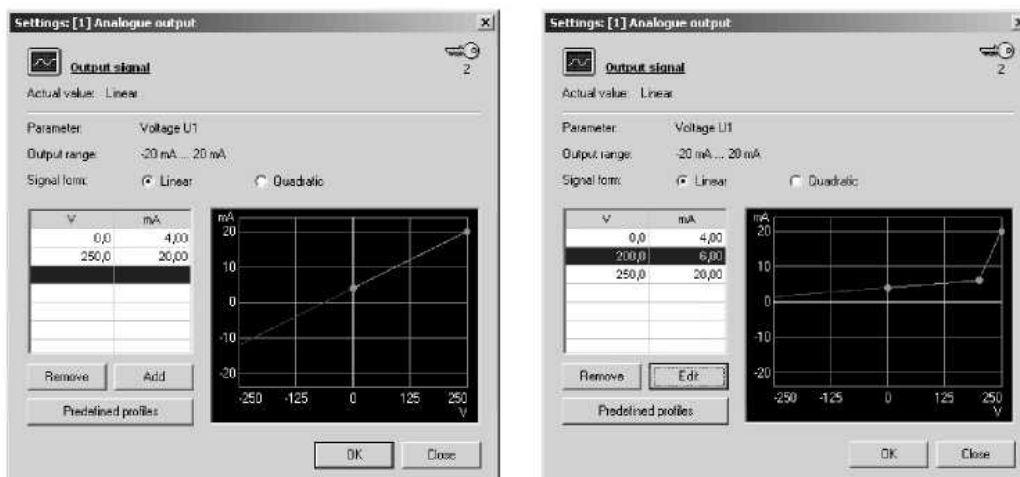 Settings: [1] Analogue output
Output signal
2
Actual value: Linear
Parameter: Voltage U1
Output range: -20 mA ... 20 mA
Signal form: Linear Quadratic
V mA
0,0 4,00
250,0 20,00
Remove Add
Predefined profiles
mA
20
10
0
-10
-20
-250 -125 0 125 250
V
OK Close
Settings: [1] Analogue output
Output signal
2
Actual value: Linear
Parameter: Voltage U1
Output range: -20 mA ... 20 mA
Signal form: Linear Quadratic
V mA
0,0 4,00
200,0 6,00
250,0 20,00
Remove Edit
Predefined profiles
mA
20
10
0
-10
-20
-250 -125 0 125 250
V
OK Close